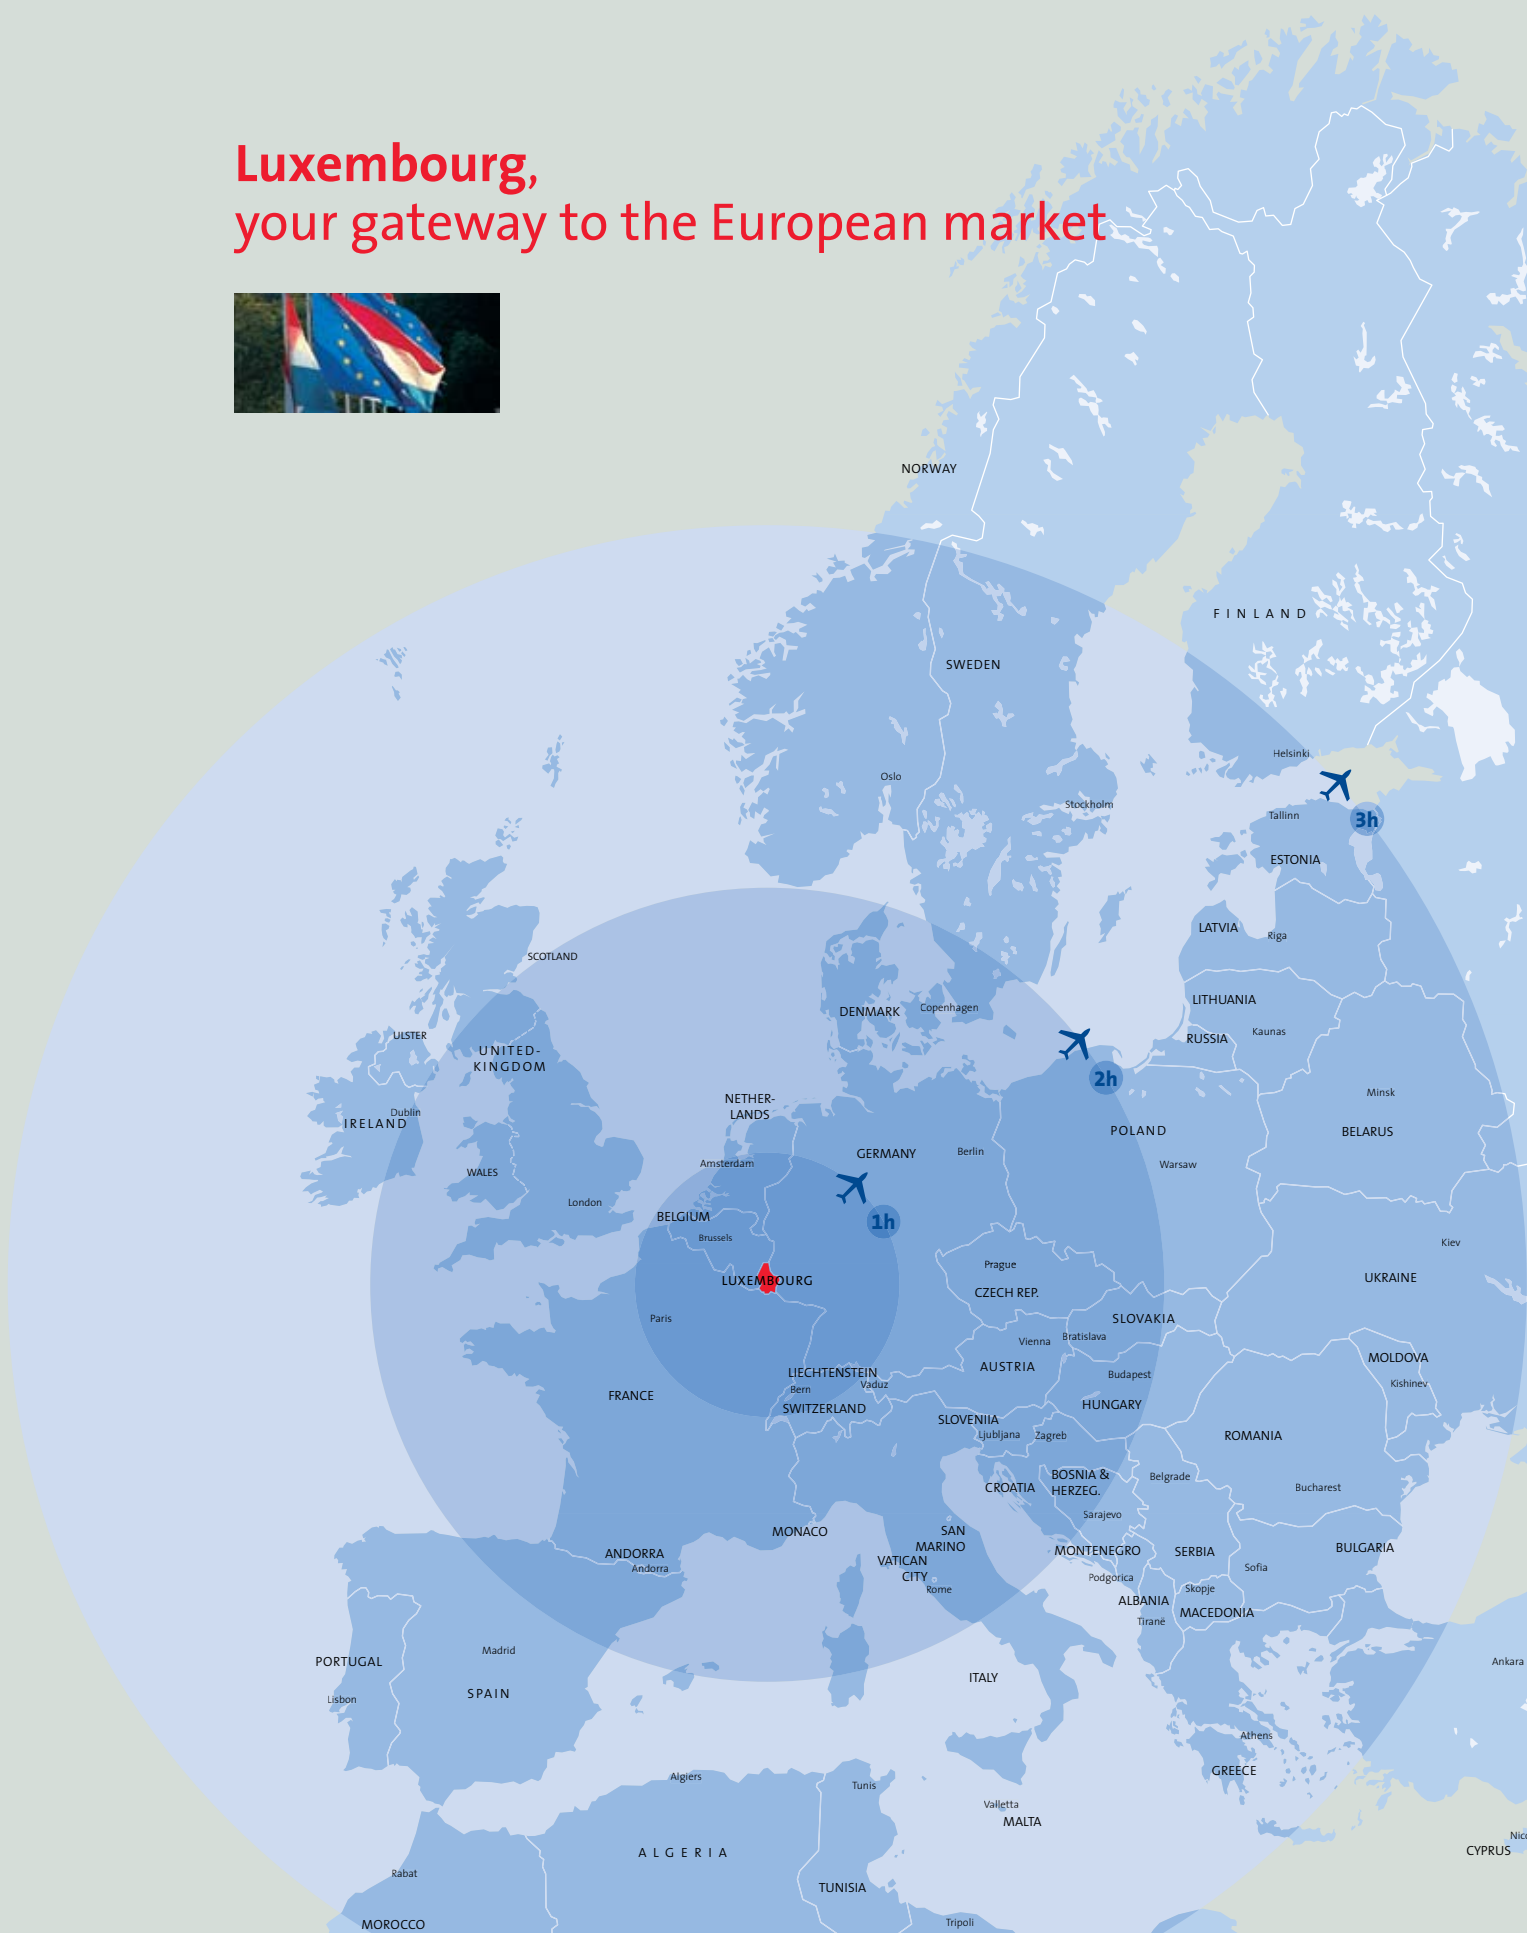 Luxembourg,
your gateway to the European market
NORWAY
FINLAND
SWEDEN
Helsinki
Oslo
Stockholm
Tallinn
3h
ESTONIA
LATVIA
Riga
SCOTLAND
LITHUANIA
DENMARK
Copenhagen
Kaunas
ULSTER
RUSSIA
UNITED-
KINGDOM
2h
Minsk
NETHER-
LANDS
Dublin
IRELAND
POLAND
BELARUS
GERMANY
Berlin
Amsterdam
Warsaw
WALES
London
BELGIUM
1h
Brussels
Kiev
Prague
LUXEMBOURG
UKRAINE
CZECH REP.
Paris
SLOVAKIA
Vienna
Bratislava
MOLDOVA
AUSTRIA
LIECHTENSTEIN
Budapest
Vaduz
Kishinev
Bern
FRANCE
HUNGARY
SWITZERLAND
SLOVENIIA
Ljubljana
Zagreb
ROMANIA
BOSNIA &
HERZEG.
Belgrade
CROATIA
Bucharest
Sarajevo
MONACO
SAN
MARINO
BULGARIA
ANDORRA
Andorra
MONTENEGRO
SERBIA
VATICAN
CITY
Sofia
Podgorica
Rome
Skopje
ALBANIA
MACEDONIA
Tiranë
Madrid
PORTUGAL
Ankara
ITALY
SPAIN
Lisbon
Athens
GREECE
Algiers
Tunis
Valletta
MALTA
Nico
ALGERIA
CYPRUS
Rabat
TUNISIA
Tripoli
MOROCCO